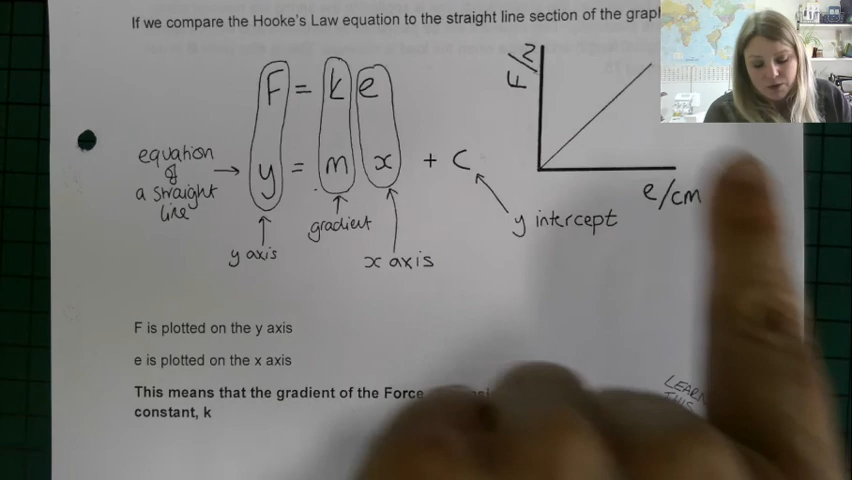 If we compare the Hooke's Law equation to the straight line section of the grap
F = k e
y = m x + c
equation
of
a straight
line
y axis
gradient
x axis
y intercept
F/N
e/cm
F is plotted on the y axis
e is plotted on the x axis
This means that the gradient of the Force
constant, k
LEARN
THIS